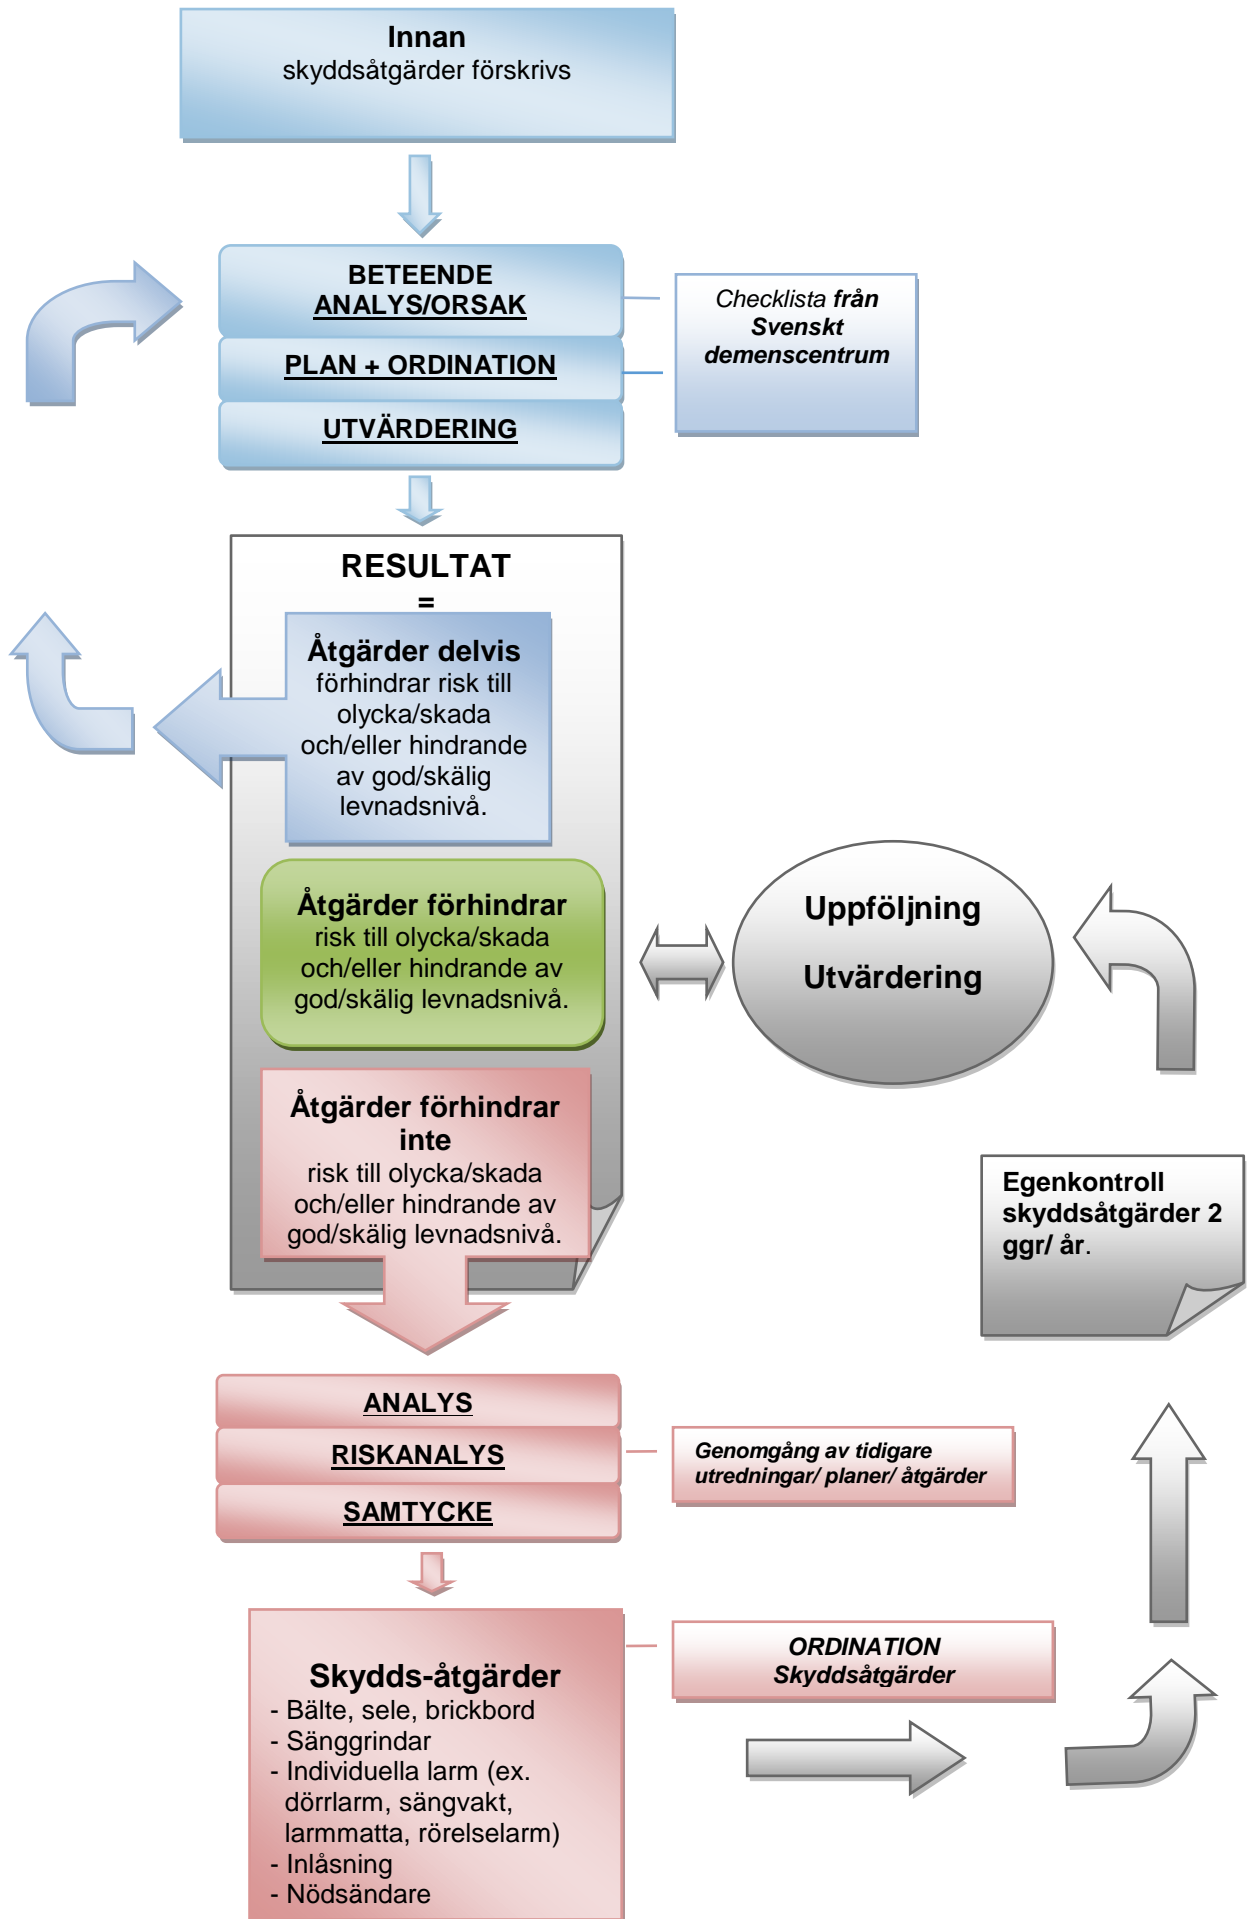 Innan
skyddsåtgärder förskrivs
BETEENDE
ANALYS/ORSAK
PLAN + ORDINATION
UTVÄRDERING
Checklista från
Svenskt
demenscentrum
RESULTAT
=
Åtgärder delvis
förhindrar risk till
olycka/skada
och/eller hindrande
av god/skälig
levnadsnivå.
Åtgärder förhindrar
risk till olycka/skada
och/eller hindrande av
god/skälig levnadsnivå.
Uppföljning
Utvärdering
Åtgärder förhindrar
inte
risk till olycka/skada
och/eller hindrande av
god/skälig levnadsnivå.
Egenkontroll
skyddsåtgärder 2
ggr/ år.
ANALYS
RISKANALYS
SAMTYCKE
Genomgång av tidigare
utredningar/ planer/ åtgärder
Skydds-åtgärder
- Bälte, sele, brickbord
- Sänggrindar
- Individuella larm (ex.
dörrlarm, sängvakt,
larmmatta, rörelselarm)
- Inlåsning
- Nödsändare
ORDINATION
Skyddsåtgärder